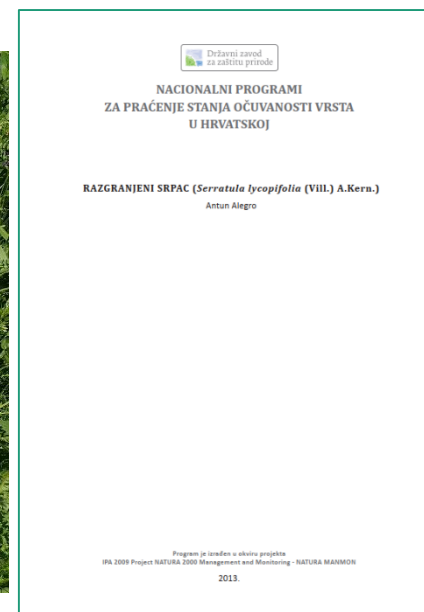 Državni zavod
za zaštitu prirode
NACIONALNI PROGRAMI
ZA PRAĆENJE STANJA OČUVANOSTI VRSTA
U HRVATSKOJ
RAZGRANJENI SRPAC (Serratula lycopifolia (Vill.) A.Kern.)
Antun Alegro
Program je izrađen u okviru projekta
IPA 2009 Project NATURA 2000 Management and Monitoring - NATURA MANMON
2013.